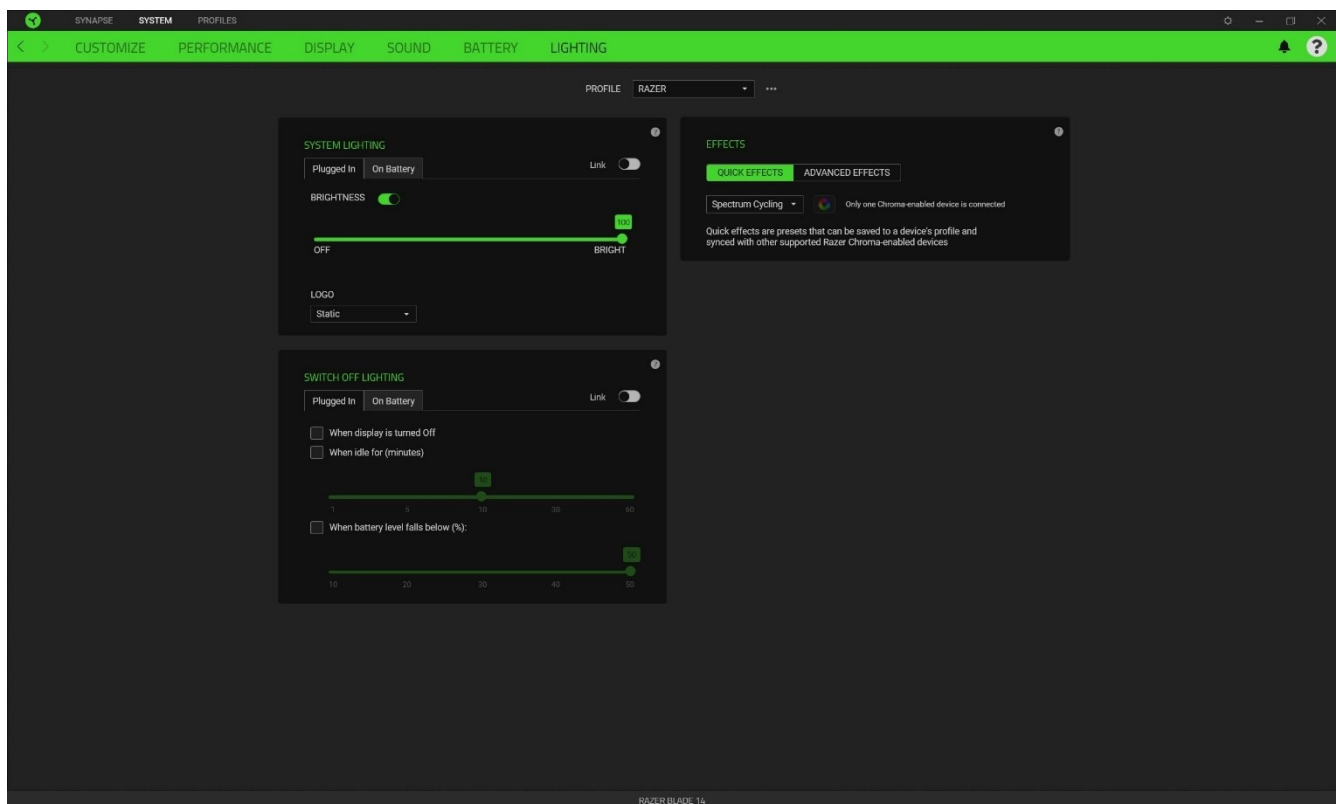 SYNAPSE SYSTEM PROFILES
CUSTOMIZE PERFORMANCE DISPLAY SOUND BATTERY LIGHTING ?
PROFILE RAZER
SYSTEM LIGHTING ?
Plugged In On Battery Link
BRIGHTNESS
100
OFF BRIGHT
LOGO
Static
SWITCH OFF LIGHTING ?
Plugged In On Battery Link
When display is turned Off
When idle for (minutes)
10
1 5 10 30 60
When battery level falls below (%):
50
10 20 30 40 50
EFFECTS ?
QUICK EFFECTS ADVANCED EFFECTS
Spectrum Cycling Only one Chroma-enabled device is connected
Quick effects are presets that can be saved to a device's profile and
synced with other supported Razer Chroma-enabled devices
RAZER BLADE 14